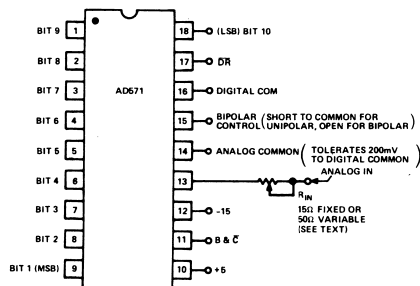 BIT 9 1
18 (LSB) BIT 10
BIT 8 2
17 DR
BIT 7 3
AD571
16 DIGITAL COM
BIT 6 4
15 BIPOLAR CONTROL (SHORT TO COMMON FOR
UNIPOLAR, OPEN FOR BIPOLAR)
BIT 5 5
14 ANALOG COMMON (TOLERATES 200mV
TO DIGITAL COMMON)
ANALOG IN
BIT 4 6
13
RIN
15Ω FIXED OR
50Ω VARIABLE
(SEE TEXT)
BIT 3 7
12 -15
BIT 2 8
11 B & C̅
BIT 1 (MSB) 9
10 +5